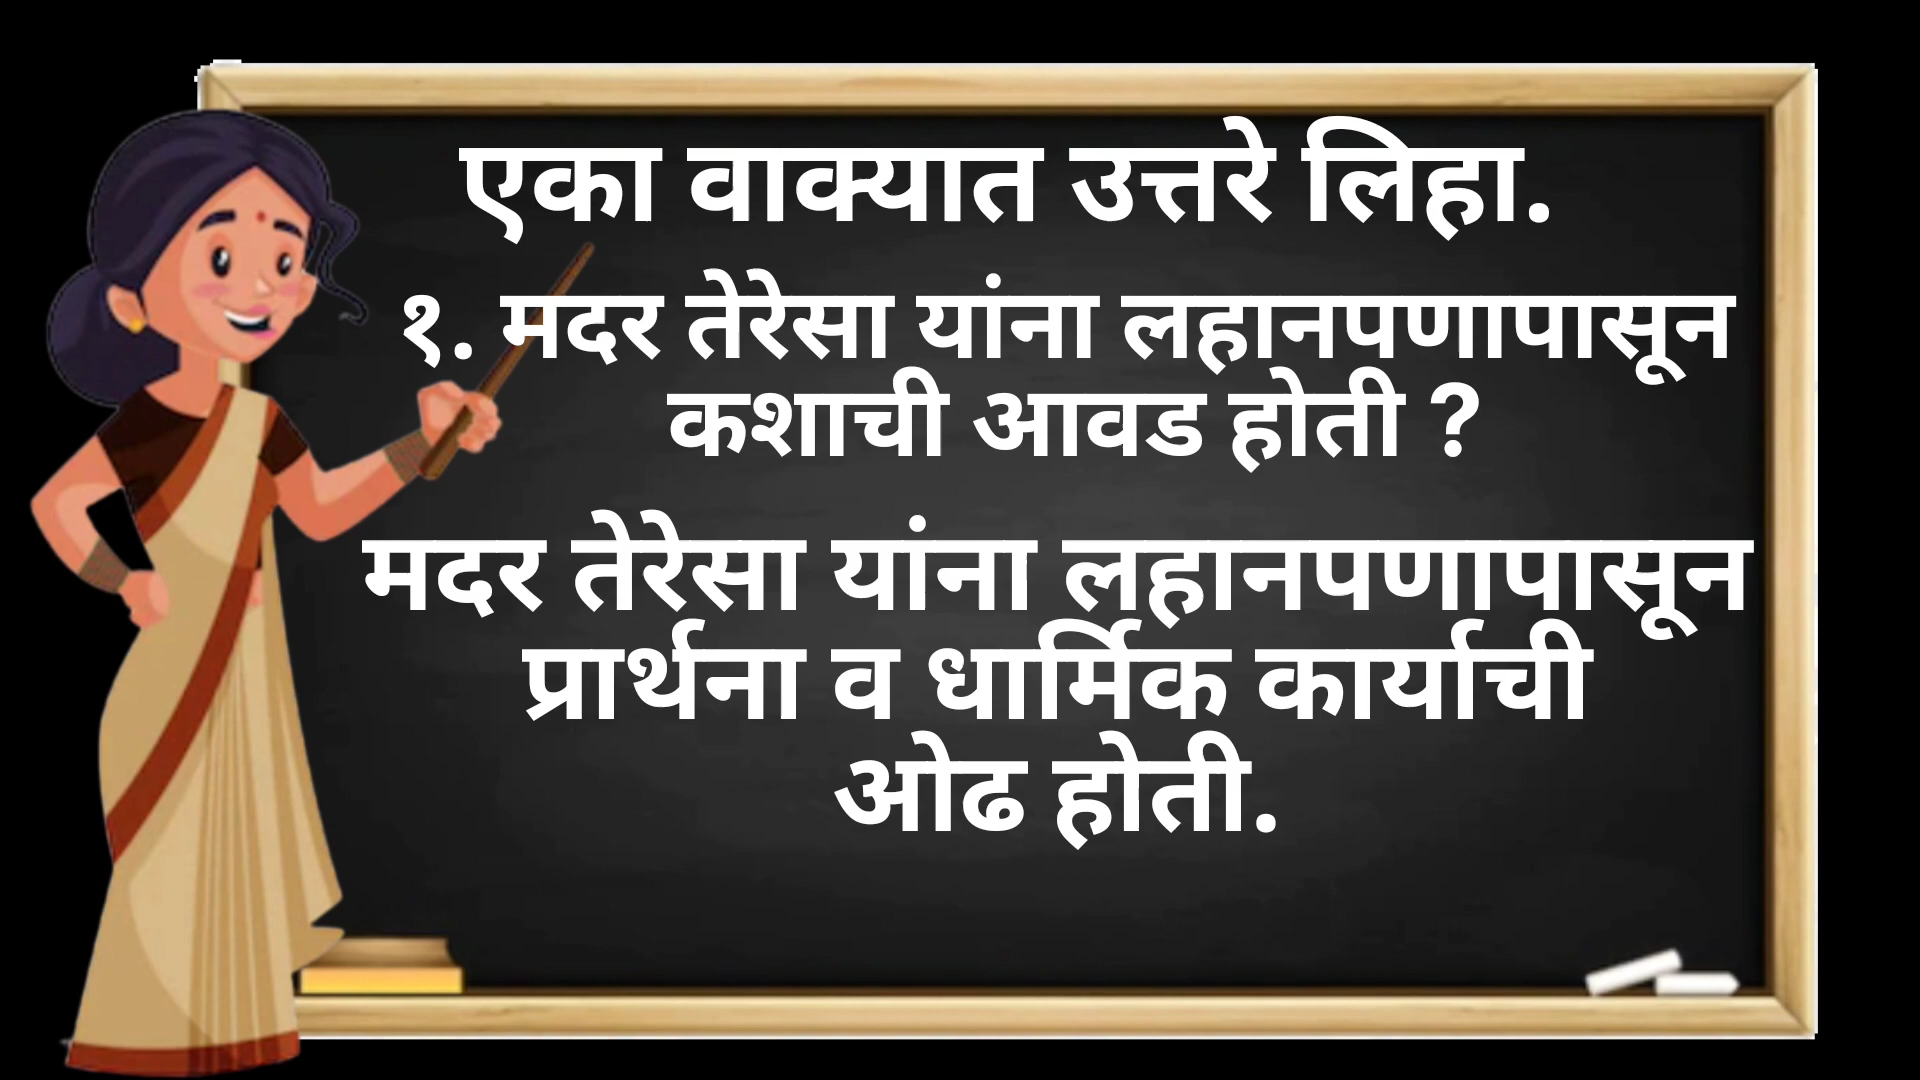 एका वाक्यात उत्तरे लिहा.
१. मदर तेरेसा यांना लहानपणापासून
कशाची आवड होती ?
मदर तेरेसा यांना लहानपणापासून
प्रार्थना व धार्मिक कार्याची
ओढ होती.